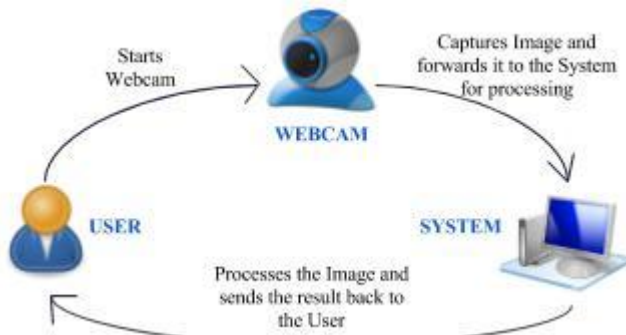 Starts
Webcam
Captures Image and
forwards it to the System
for processing
WEBCAM
USER
SYSTEM
Processes the Image and
sends the result back to
the User